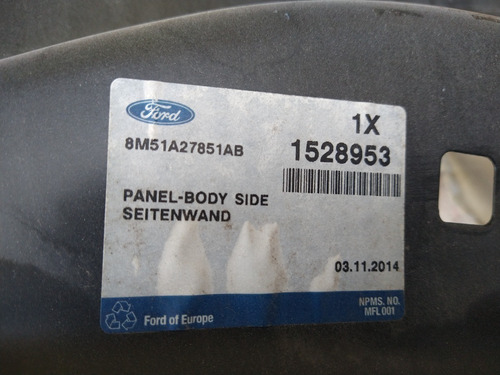 Ford
1X
8M51A27851AB
1528953
PANEL-BODY SIDE
SEITENWAND
03.11.2014
Ford of Europe
NPMS. NO.
MFL 001